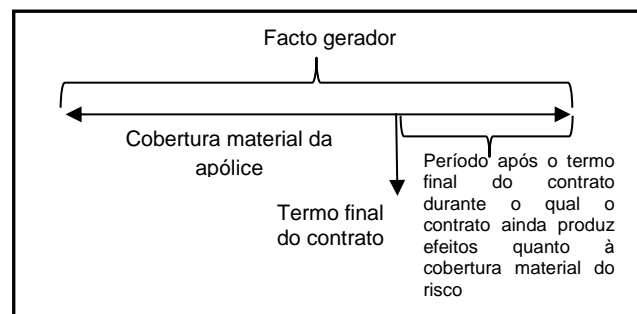 Facto gerador
Cobertura material da
apólice
Termo final
do contrato
Período após o termo
final do contrato
durante o qual o
contrato ainda produz
efeitos quanto à
cobertura material do
risco